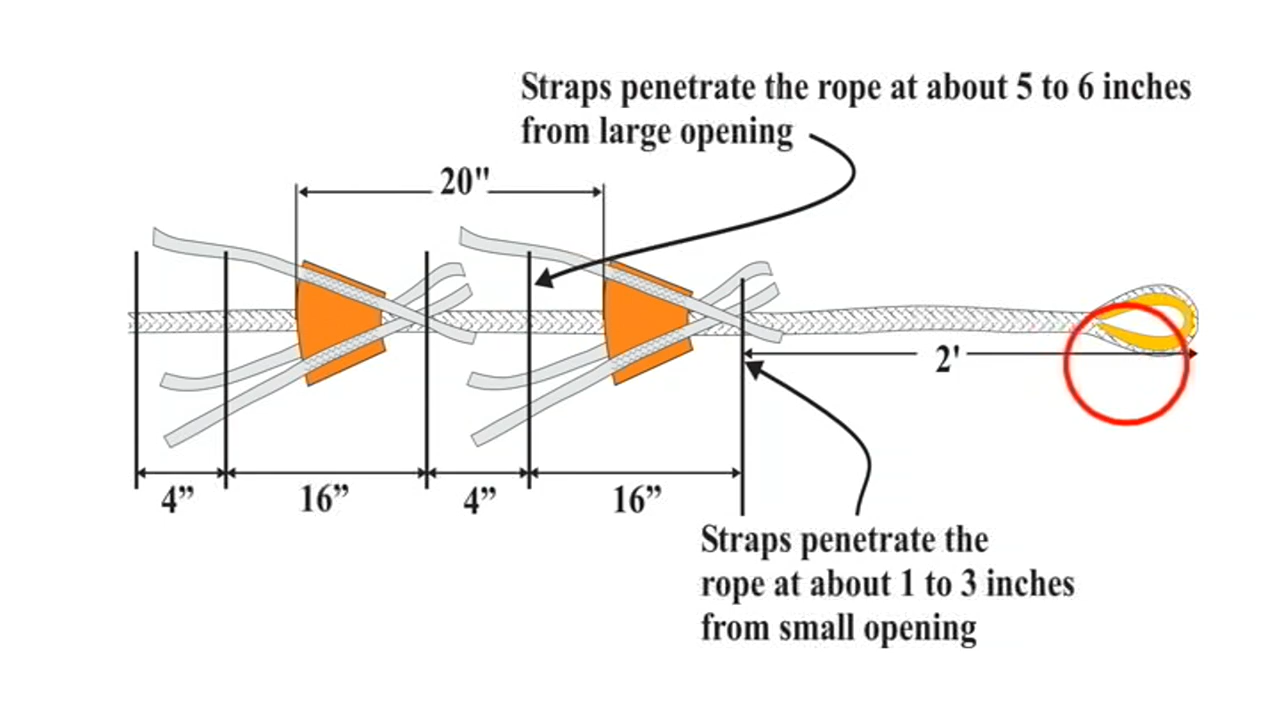 Straps penetrate the rope at about 5 to 6 inches
from large opening
20"
2'
4” 16” 4” 16”
Straps penetrate the
rope at about 1 to 3 inches
from small opening